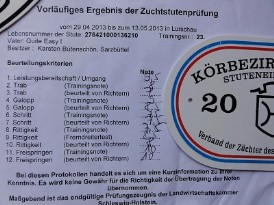 Vorläufiges Ergebnis der Zuchtstutenprüfung
vom 29.04.2013 bis zum 13.05.2013 in Luhschau
Lebensnummer der Stute: 276421000136210 Trainingsnr.: 23.
Vater: Quite Easy I
Besitzer: Karsten Butenschön, Sarzbüttel
Beurteilungskriterien Note
1. Leistungsbereitschaft / Umgang
2. Trab (Trainingsnote)
3. Trab (beurteilt von Richtern)
4. Galopp (Trainingsnote)
5. Galopp (beurteilt von Richtern)
6. Schritt (Trainingsnote)
7. Schritt (beurteilt von Richtern)
8. Rittigkeit (Trainingsnote)
9. Rittigkeit (Fremdreitertest)
10. Rittigkeit (beurteilt von Richtern)
11. Freispringen (Trainingsnote)
12. Freispringen (beurteilt von Richtern)
Bei diesen Protokollen handelt es sich um eine Kurzinformation zu Ihrer
Kenntnis. Es wird keine Gewähr für die Richtigkeit der Übertragung der Noten
Übernommen.
Maßgebend ist das endgültige Prüfungszeugnis der Landwirtschaftskammer
Schleswig-Holstein.
KÖRBEZIR
STUTENEIN
20
Verband der Züchter des